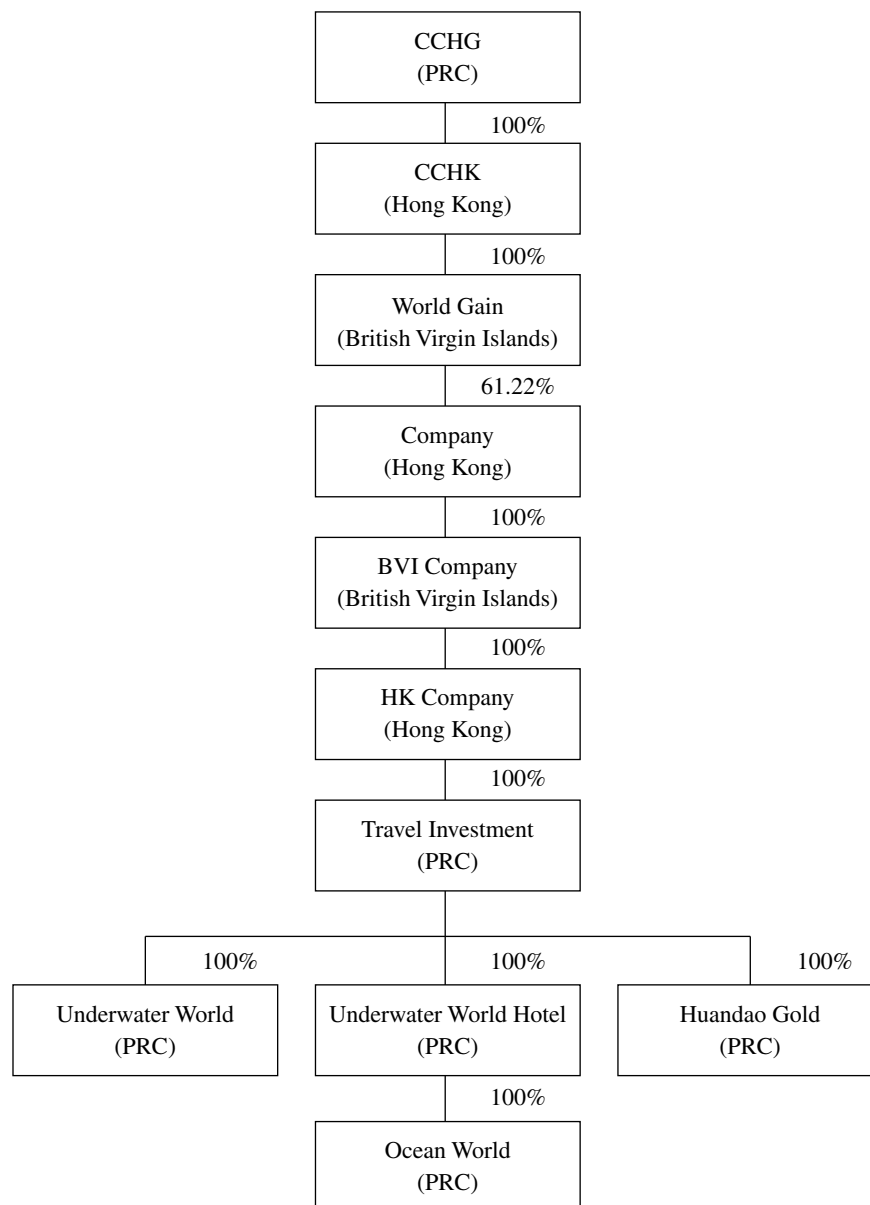 CCHG
(PRC)
100%
CCHK
(Hong Kong)
100%
World Gain
(British Virgin Islands)
61.22%
Company
(Hong Kong)
100%
BVI Company
(British Virgin Islands)
100%
HK Company
(Hong Kong)
100%
Travel Investment
(PRC)
100%
100%
100%
Underwater World
(PRC)
Underwater World Hotel
(PRC)
Huandao Gold
(PRC)
100%
Ocean World
(PRC)